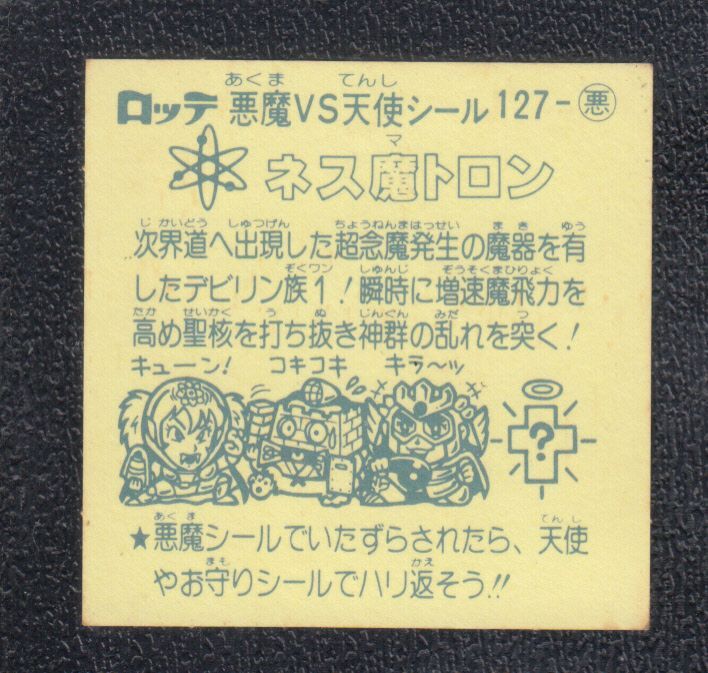 ロッテ 悪魔VS天使シール 127-悪
ネス魔トロン
次界道へ出現した超念魔発生の魔器を有
したデビリン族1!瞬時に増速魔飛力を
高め聖核を打ち抜き神群の乱れを突く!
キューン! コキコキ キラ〜ッ
?
★悪魔シールでいたずらされたら、天使
やお守りシールでハリ返そう!!